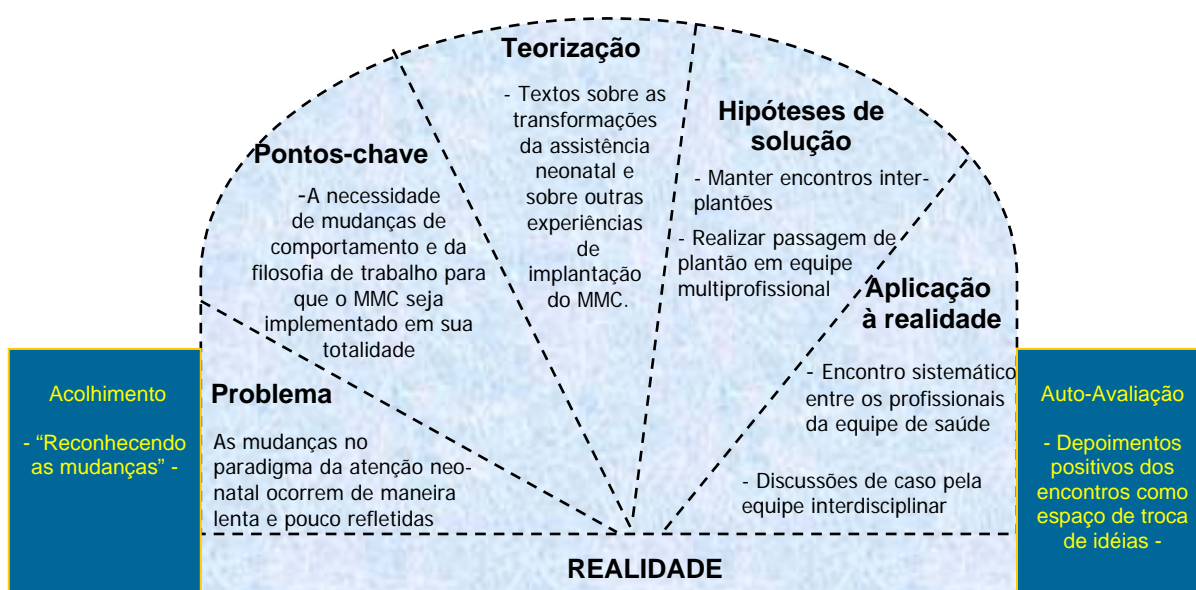 Acolhimento
- “Reconhecendo
as mudanças” -
Problema
As mudanças no
paradigma da atenção neo-
natal ocorrem de maneira
lenta e pouco refletidas
Pontos-chave
-A necessidade
de mudanças de
comportamento e da
filosofia de trabalho para
que o MMC seja
implementado em sua
totalidade
Teorização
- Textos sobre as
transformações
da assistência
neonatal e
sobre outras
experiências
de
implantação
do MMC.
Hipóteses de
solução
- Manter encontros inter-
plantões
- Realizar passagem de
plantão em equipe
multiprofissional
Aplicação
à realidade
- Encontro sistemático
entre os profissionais
da equipe de saúde
- Discussões de caso pela
equipe interdisciplinar
Auto-Avaliação
- Depoimentos
positivos dos
encontros como
espaço de troca
de idéias -
REALIDADE